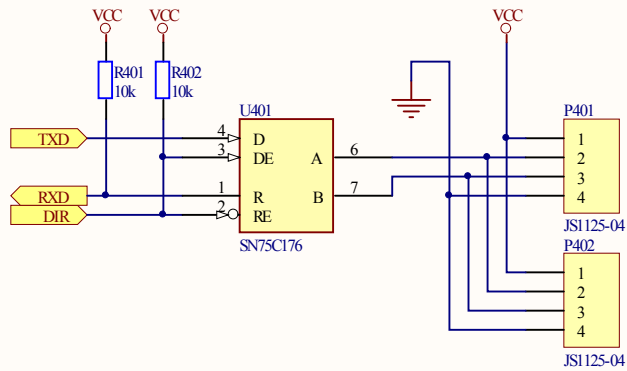 VCC VCC VCC
R401 R402
10k 10k
U401 P401
TXD 4 D 1
3 DE A 6 2
RXD 1 R B 7 3
DIR 2 RE 4
SN75C176 JS1125-04
P402
1
2
3
4
JS1125-04